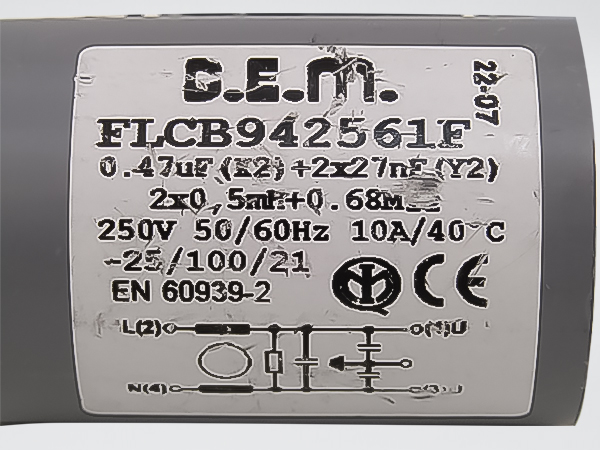 C.E.M.
22-07
FLCB942561F
0.47uF(X2)+2x27nF(Y2)
2x0,5mH+0.68M
250V 50/60Hz 10A/40°C
-25/100/21
EN 60939-2
CE
L(2)
N(4)